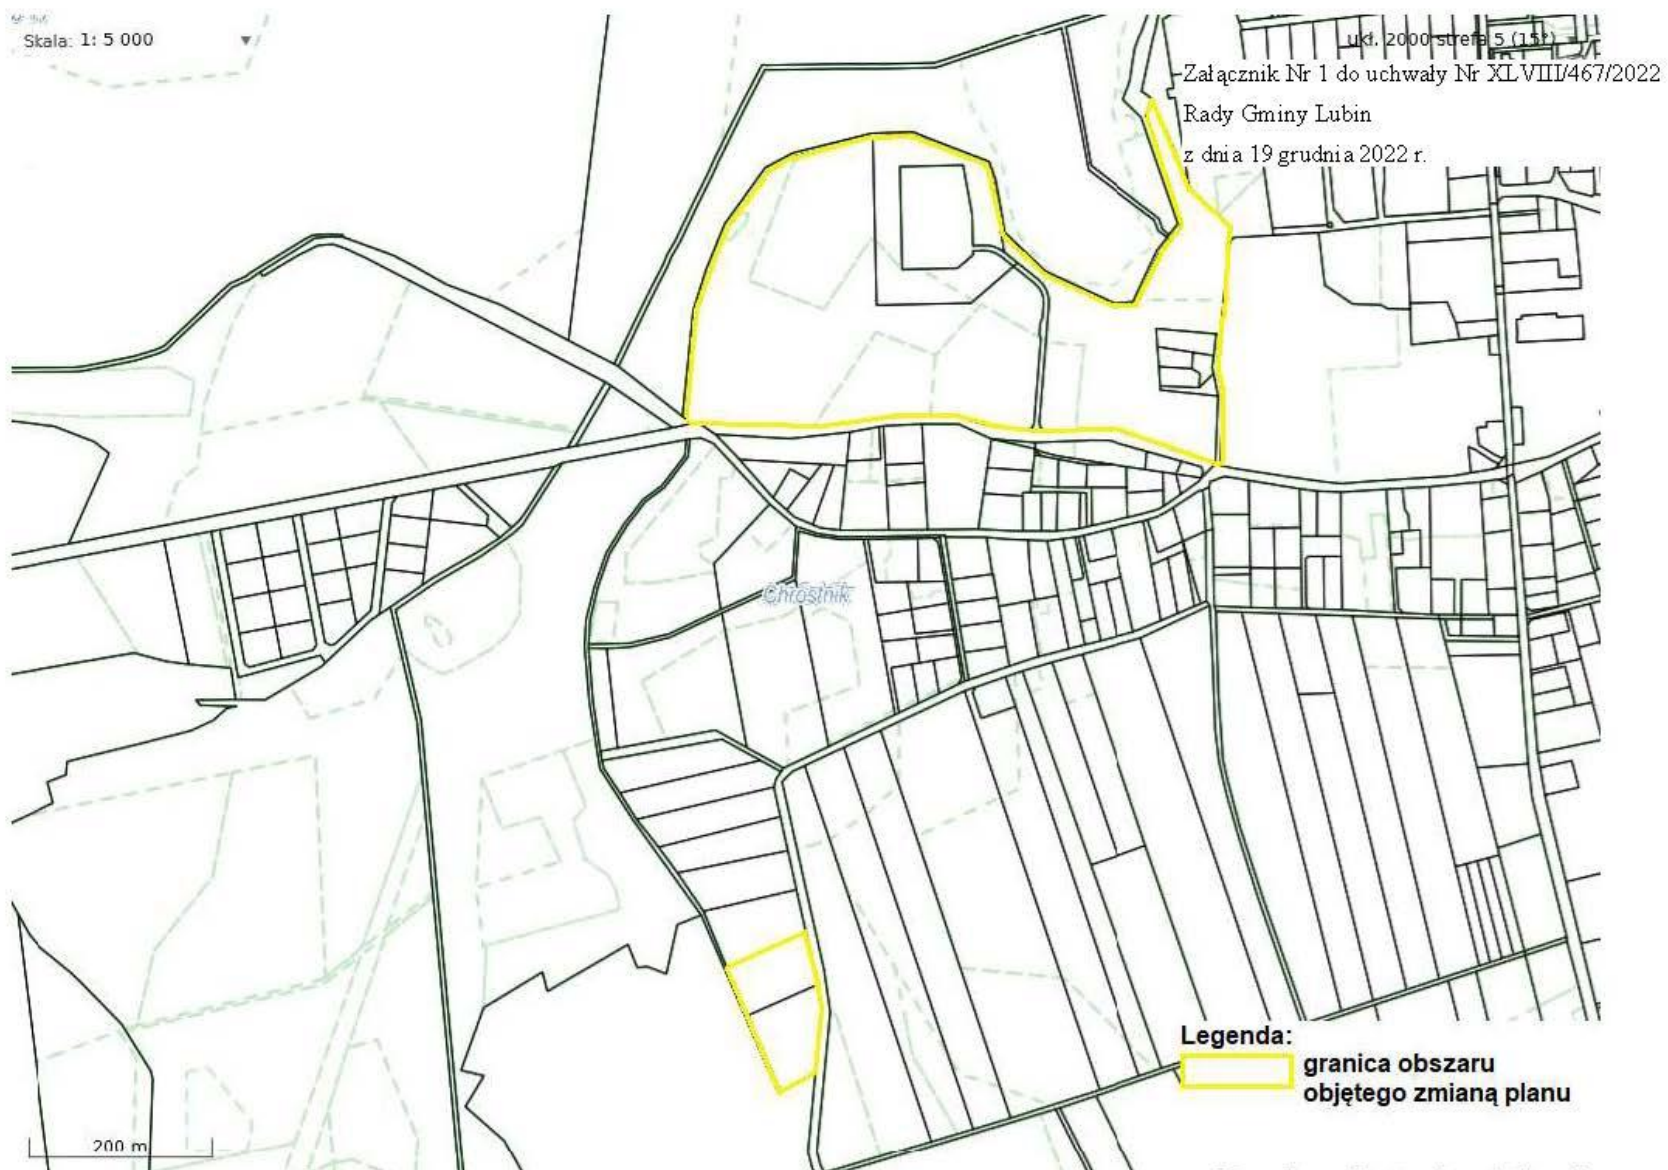 Skala: 1: 5 000
ukł. 2000 strefa 5 (15°)
Załącznik Nr 1 do uchwały Nr XLVIII/467/2022
Rady Gminy Lubin
z dnia 19 grudnia 2022 r.
Chróstnik
Legenda:
granica obszaru
objętego zmianą planu
200 m